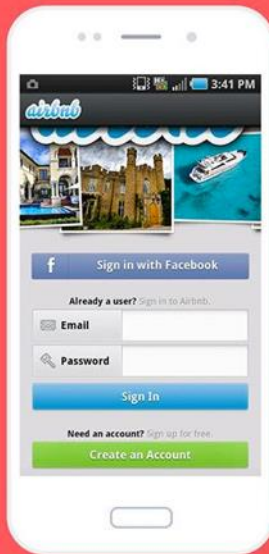 3:41 PM
airbnb
f Sign in with Facebook
Already a user? Sign in to Airbnb.
Email
Password
Sign In
Need an account? Sign up for free.
Create an Account